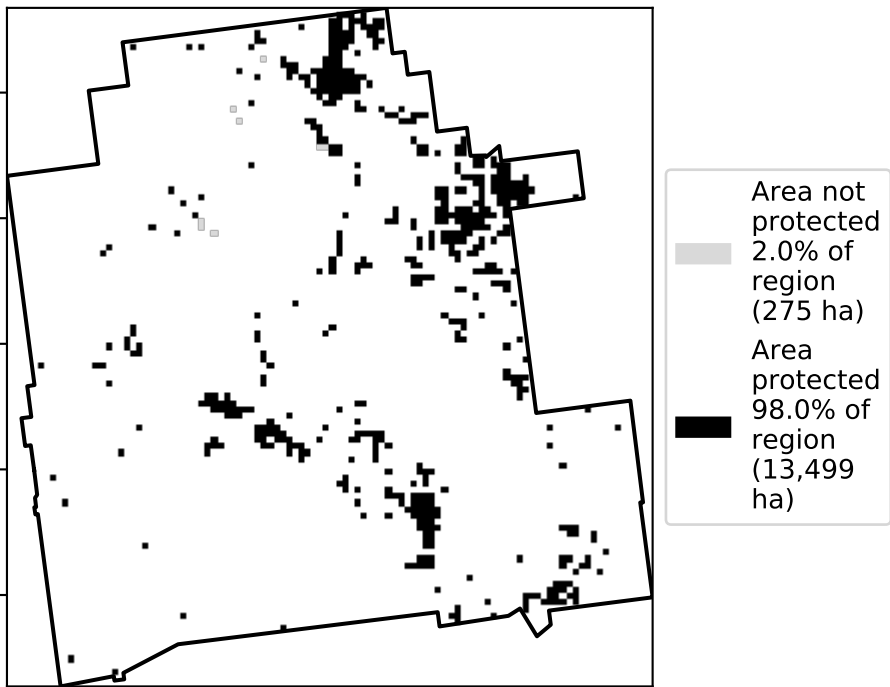 Area not
protected
2.0% of
region
(275 ha)
Area
protected
98.0% of
region
(13,499
ha)